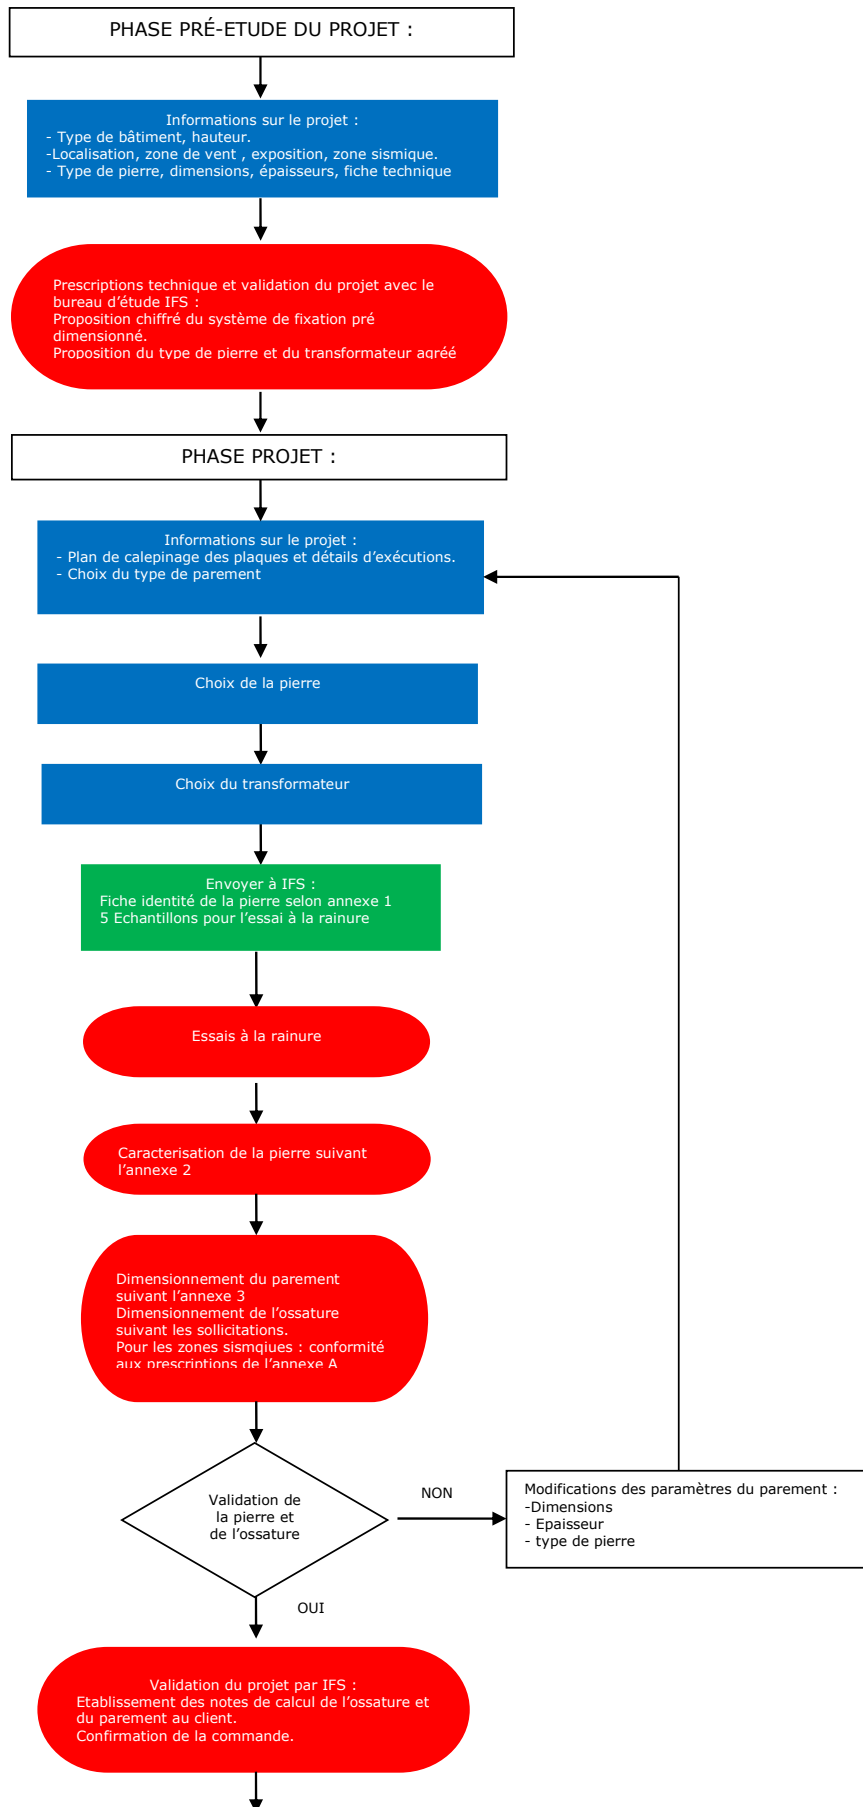 PHASE PRÉ-ETUDE DU PROJET :
Informations sur le projet :
- Type de bâtiment, hauteur.
-Localisation, zone de vent , exposition, zone sismique.
- Type de pierre, dimensions, épaisseurs, fiche technique
Prescriptions technique et validation du projet avec le
bureau d’étude IFS :
Proposition chiffré du système de fixation pré
dimensionné.
Proposition du type de pierre et du transformateur agréé
PHASE PROJET :
Informations sur le projet :
- Plan de calepinage des plaques et détails d’exécutions.
- Choix du type de parement
Choix de la pierre
Choix du transformateur
Envoyer à IFS :
Fiche identité de la pierre selon annexe 1
5 Echantillons pour l’essai à la rainure
Essais à la rainure
Caracterisation de la pierre suivant
l’annexe 2
Dimensionnement du parement
suivant l’annexe 3
Dimensionnement de l’ossature
suivant les sollicitations.
Pour les zones sismqiues : conformité
aux prescriptions de l’annexe A
Validation de
la pierre et
de l’ossature
NON
Modifications des paramètres du parement :
-Dimensions
- Epaisseur
- type de pierre
OUI
Validation du projet par IFS :
Etablissement des notes de calcul de l’ossature et
du parement au client.
Confirmation de la commande.